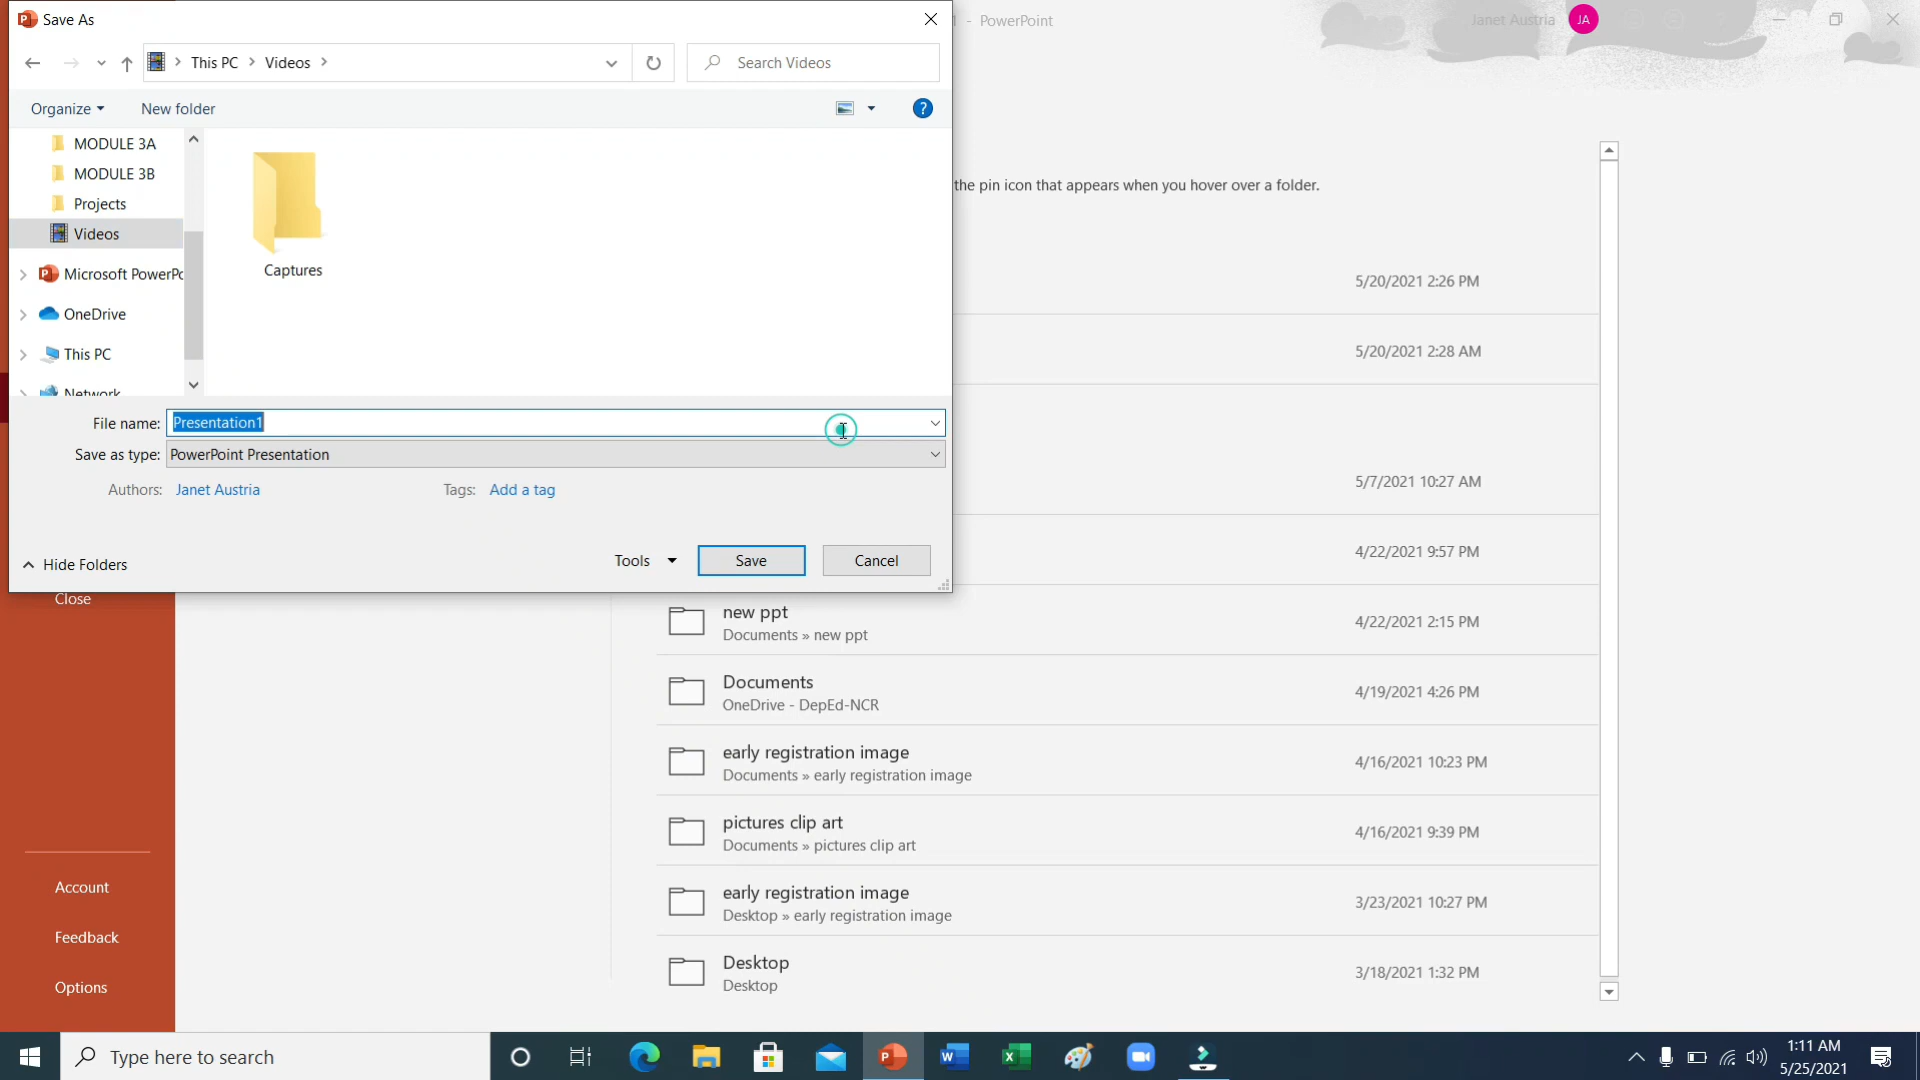 Save As
1 - PowerPoint
Janet Austria
JA
This PC
Videos
Search Videos
Organize
New folder
?
MODULE 3A
MODULE 3B
Projects
Videos
Microsoft PowerPo
OneDrive
This PC
Network
Captures
the pin icon that appears when you hover over a folder.
5/20/2021 2:26 PM
5/20/2021 2:28 AM
File name: Presentation1
Save as type: PowerPoint Presentation
Authors: Janet Austria
Tags: Add a tag
5/7/2021 10:27 AM
4/22/2021 9:57 PM
Hide Folders
Tools
Save
Cancel
Close
new ppt
Documents » new ppt
4/22/2021 2:15 PM
Documents
OneDrive - DepEd-NCR
4/19/2021 4:26 PM
early registration image
Documents » early registration image
4/16/2021 10:23 PM
pictures clip art
Documents » pictures clip art
4/16/2021 9:39 PM
early registration image
Desktop » early registration image
3/23/2021 10:27 PM
Desktop
Desktop
3/18/2021 1:32 PM
Account
Feedback
Options
Type here to search
1:11 AM
5/25/2021